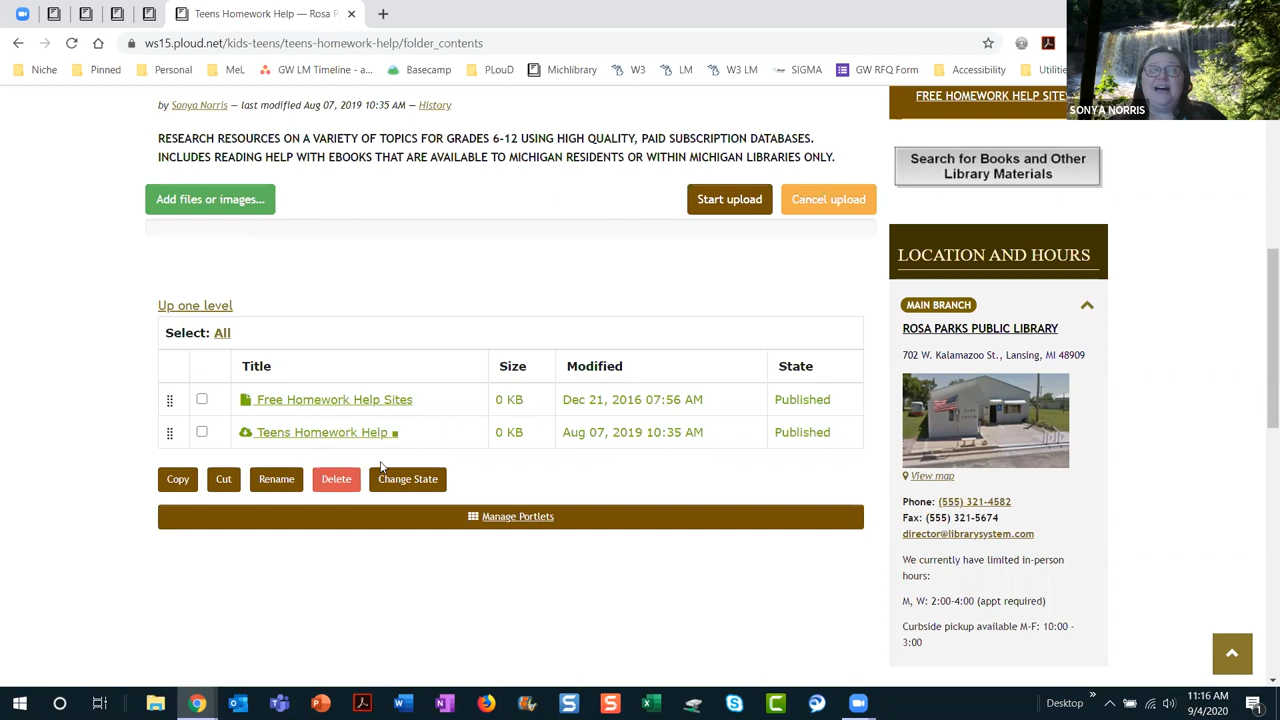 Teens Homework Help — Rosa P
ws15.ploud.net/kids-teens/teens-homework_help/folder_contents
Niche
Pinned
Personal
MeL
GW LM Timeline - a
Basecamp
PLouD
Michlibrary
W3
LM
W3 LM
SIGMA
GW RFQ Form
Accessibility
Utilitie
SONYA NORRIS
by Sonya Norris — last modified Aug 07, 2019 10:35 AM — History
RESEARCH RESOURCES ON A VARIETY OF TOPICS FOR GRADES 6-12 USING HIGH QUALITY, PAID SUBSCRIPTION DATABASES.
INCLUDES READING HELP WITH EBOOKS THAT ARE AVAILABLE TO MICHIGAN RESIDENTS OR WITHIN MICHIGAN LIBRARIES ONLY.
Add files or images...
Start upload
Cancel upload
Up one level
Select: All
Title Size Modified State
Free Homework Help Sites 0 KB Dec 21, 2016 07:56 AM Published
Teens Homework Help 0 KB Aug 07, 2019 10:35 AM Published
Copy
Cut
Rename
Delete
Change State
Manage Portlets
FREE HOMEWORK HELP SITES
Search for Books and Other
Library Materials
LOCATION AND HOURS
MAIN BRANCH
ROSA PARKS PUBLIC LIBRARY
702 W. Kalamazoo St., Lansing, MI 48909
View map
Phone: (555) 321-4582
Fax: (555) 321-5674
director@librarysystem.com
We currently have limited in-person
hours:
M, W: 2:00-4:00 (appt required)
Curbside pickup available M-F: 10:00 -
3:00
Desktop
11:16 AM
9/4/2020